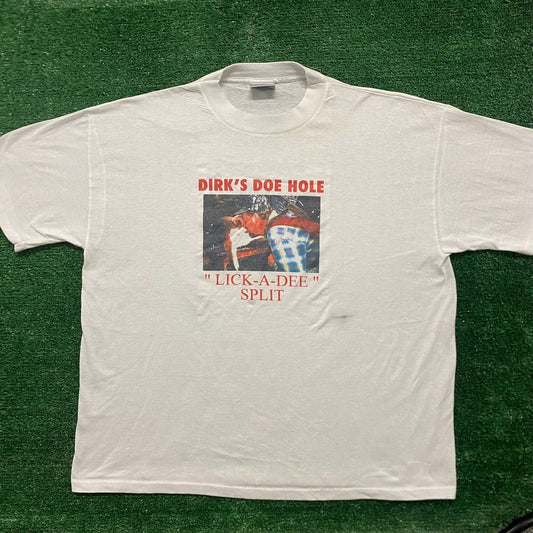 DIRK'S DOE HOLE
" LICK-A-DEE "
SPLIT